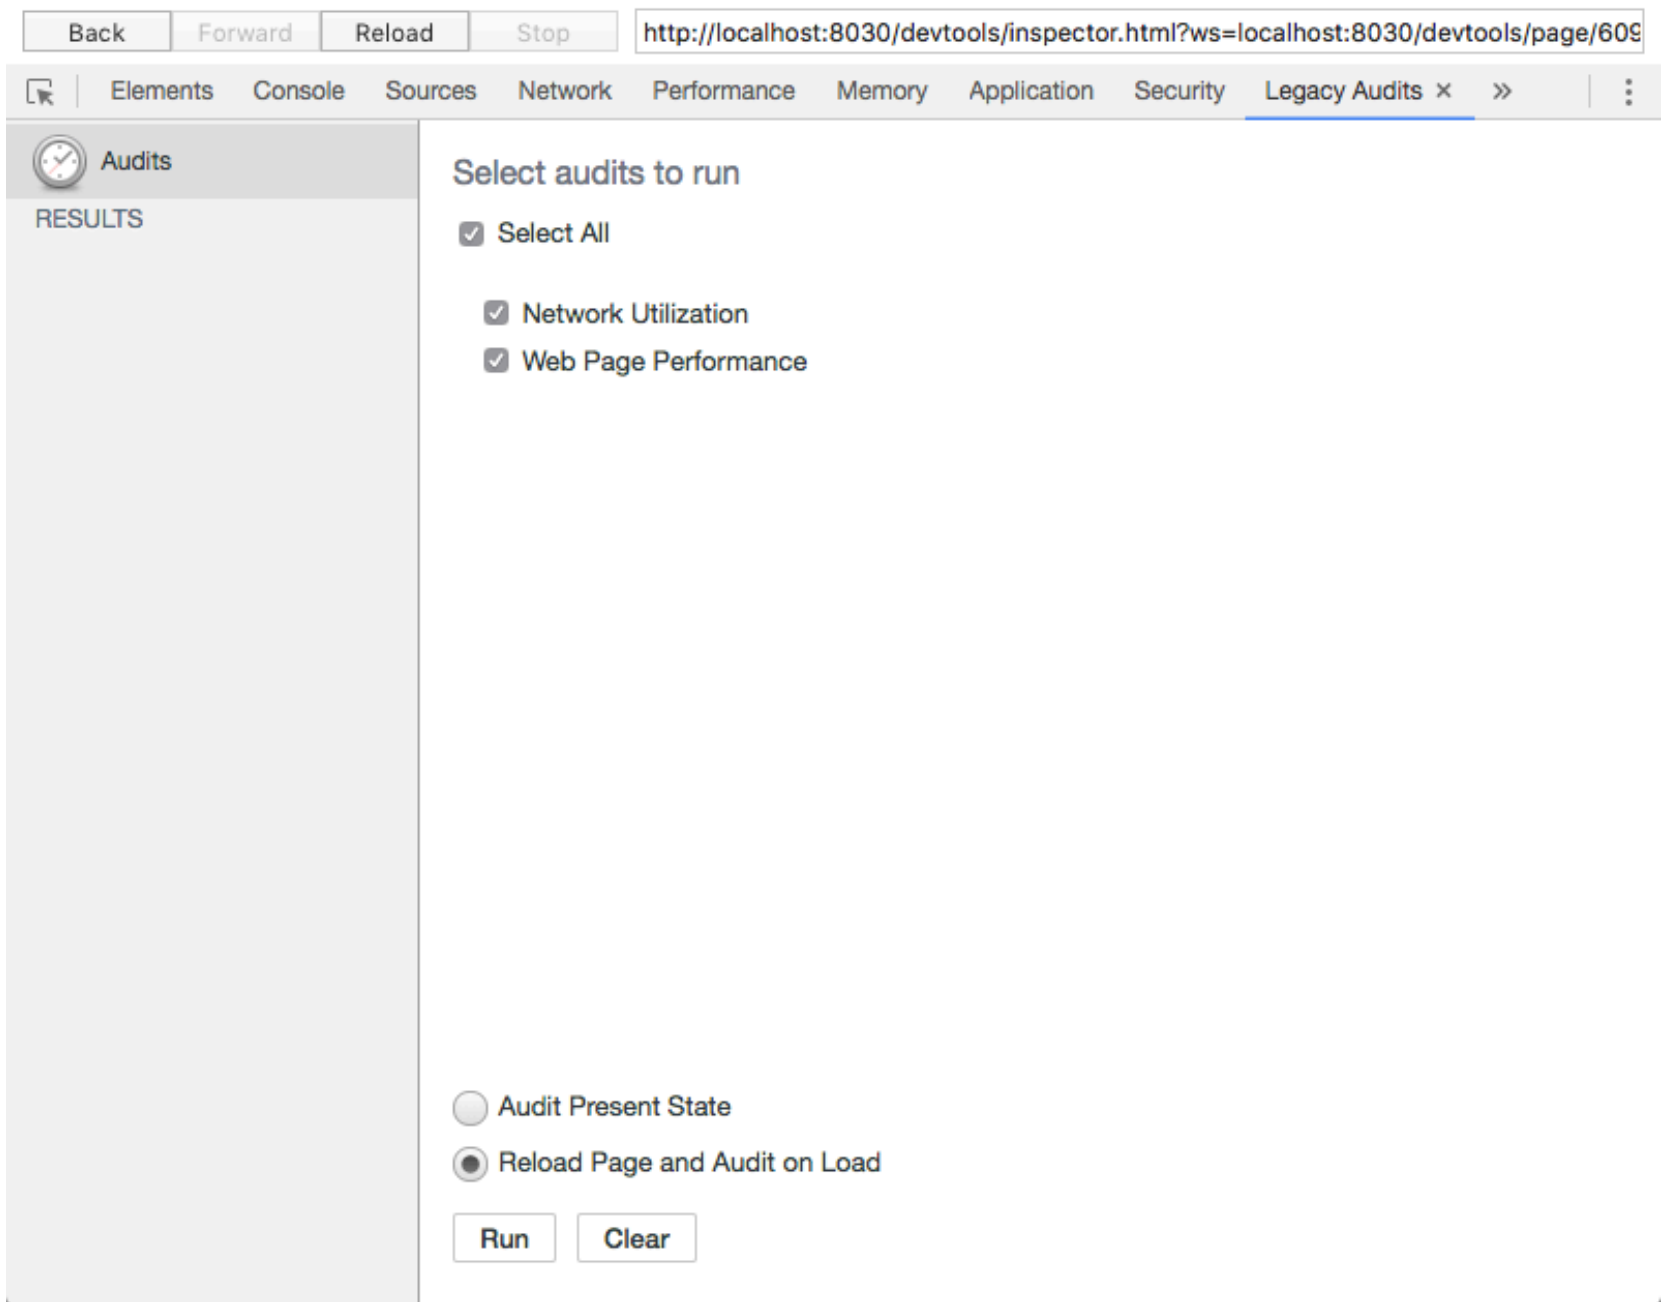 Back Forward Reload Stop http://localhost:8030/devtools/inspector.html?ws=localhost:8030/devtools/page/609
Elements Console Sources Network Performance Memory Application Security Legacy Audits × »
Audits
RESULTS
Select audits to run
Select All
Network Utilization
Web Page Performance
Audit Present State
Reload Page and Audit on Load
Run Clear